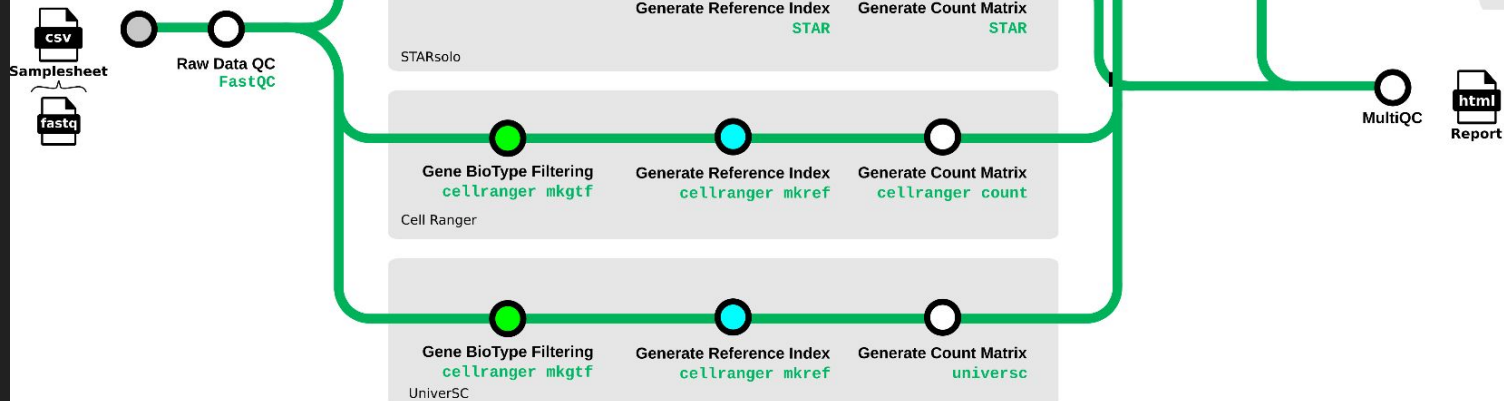 csv
Samplesheet
fastq
Raw Data QC
FastQC
Generate Reference Index
STAR
Generate Count Matrix
STAR
STARsolo
Gene BioType Filtering
cellranger mkgtf
Generate Reference Index
cellranger mkref
Generate Count Matrix
cellranger count
Cell Ranger
Gene BioType Filtering
cellranger mkgtf
Generate Reference Index
cellranger mkref
Generate Count Matrix
universc
UniverSC
MultiQC
html
Report